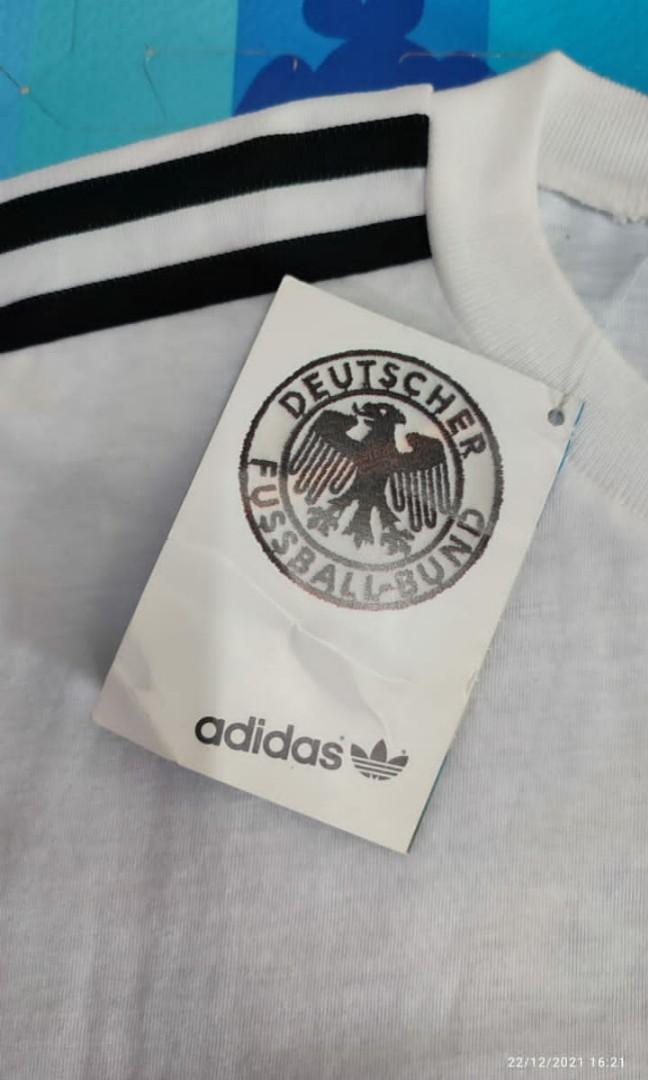 DEUTSCHER
FUSSBALL-BUND
adidas
22/12/2021 16:21